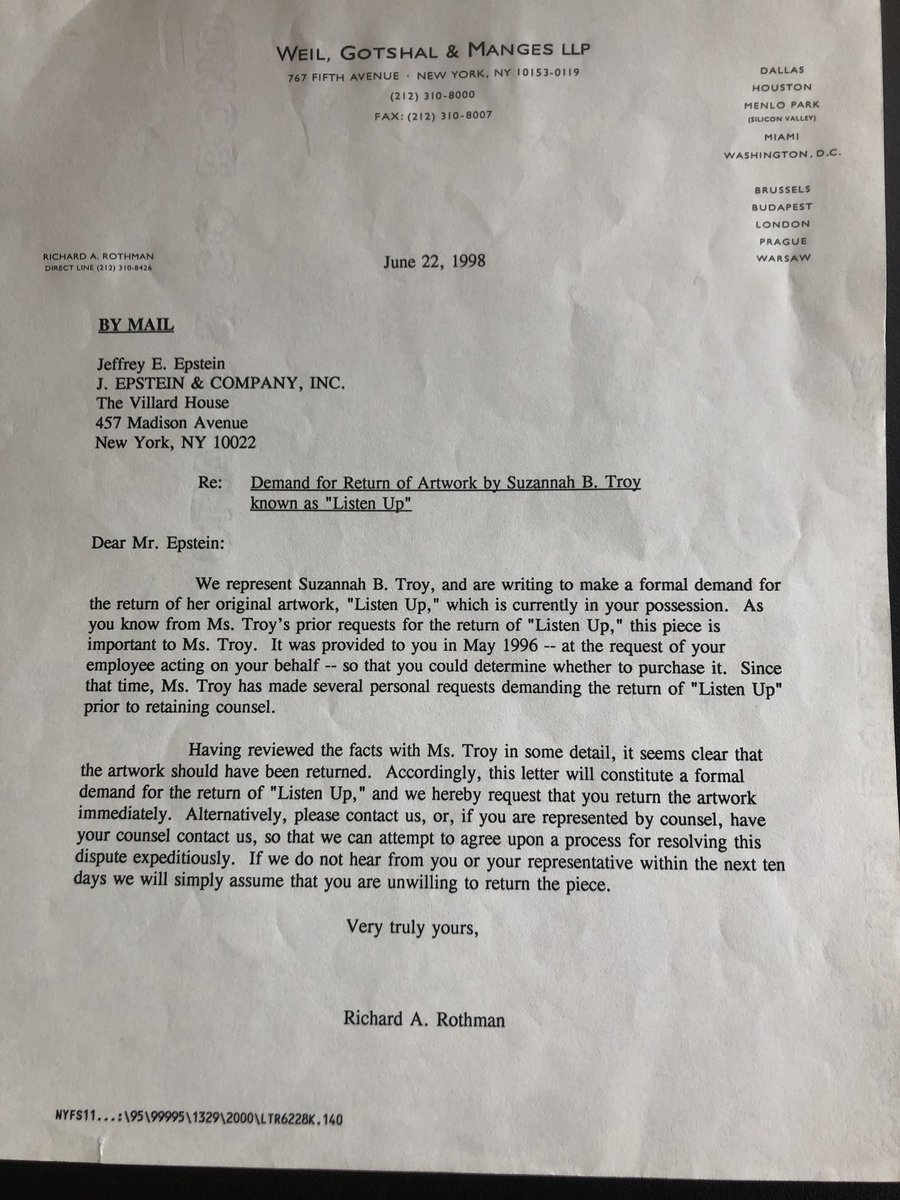 WEIL, GOTSHAL & MANGES LLP
767 FIFTH AVENUE · NEW YORK, NY 10153-0119
(212) 310-8000
FAX: (212) 310-8007
DALLAS
HOUSTON
MENLO PARK
(SILICON VALLEY)
MIAMI
WASHINGTON, D.C.
BRUSSELS
BUDAPEST
LONDON
PRAGUE
WARSAW
RICHARD A. ROTHMAN
DIRECT LINE (212) 310-8426
June 22, 1998
BY MAIL
Jeffrey E. Epstein
J. EPSTEIN & COMPANY, INC.
The Villard House
457 Madison Avenue
New York, NY 10022
Re: Demand for Return of Artwork by Suzannah B. Troy
known as "Listen Up"
Dear Mr. Epstein:
We represent Suzannah B. Troy, and are writing to make a formal demand for
the return of her original artwork, "Listen Up," which is currently in your possession. As
you know from Ms. Troy's prior requests for the return of "Listen Up," this piece is
important to Ms. Troy. It was provided to you in May 1996 -- at the request of your
employee acting on your behalf -- so that you could determine whether to purchase it. Since
that time, Ms. Troy has made several personal requests demanding the return of "Listen Up"
prior to retaining counsel.
Having reviewed the facts with Ms. Troy in some detail, it seems clear that
the artwork should have been returned. Accordingly, this letter will constitute a formal
demand for the return of "Listen Up," and we hereby request that you return the artwork
immediately. Alternatively, please contact us, or, if you are represented by counsel, have
your counsel contact us, so that we can attempt to agree upon a process for resolving this
dispute expeditiously. If we do not hear from you or your representative within the next ten
days we will simply assume that you are unwilling to return the piece.
Very truly yours,
Richard A. Rothman
NYFS11...:\95\99995\1329\2000\LTR6228K.140